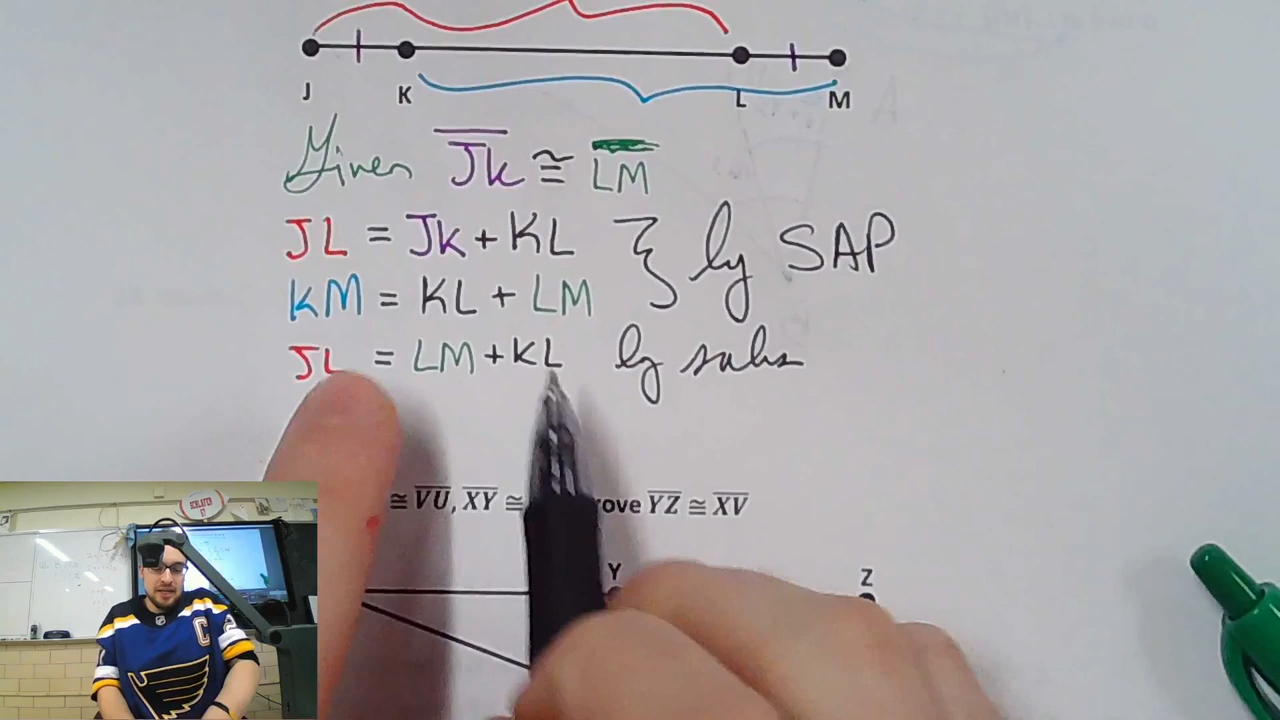 J K L M
Given JK ≅ LM
JL = JK + KL } by SAP
KM = KL + LM
JL = LM + KL by subs
≅ VU, XY ≅ rove YZ ≅ XV
Y Z
C